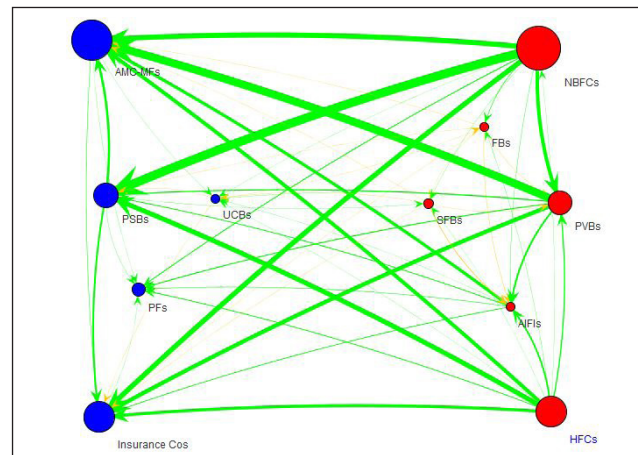 AMC-MFs
NBFCs
FBs
PSBs
UCBs
SFBs
PVBs
PFs
AIFIs
Insurance Cos
HFCs